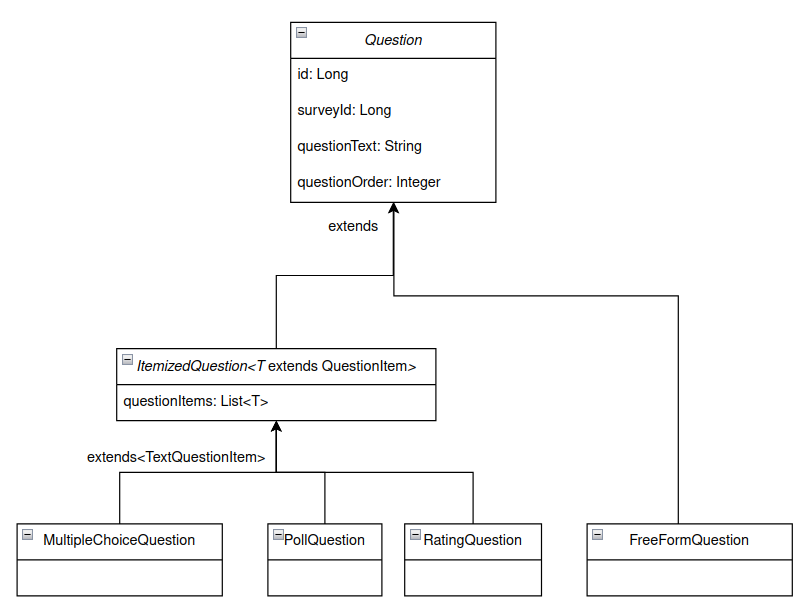 Question
id: Long
surveyId: Long
questionText: String
questionOrder: Integer
extends
ItemizedQuestion<T extends QuestionItem>
questionItems: List<T>
extends<TextQuestionItem>
MultipleChoiceQuestion
PollQuestion
RatingQuestion
FreeFormQuestion